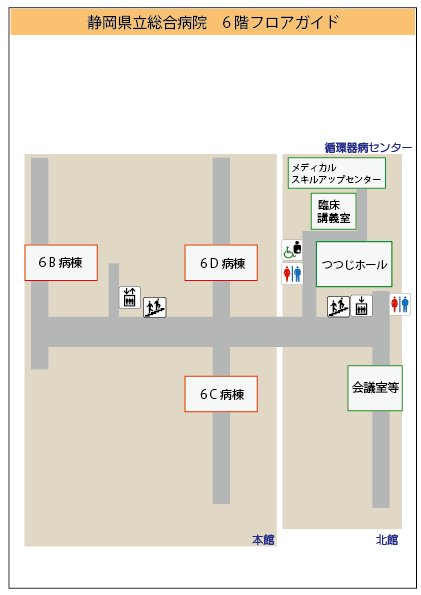 静岡県立総合病院　６階フロアガイド
循環器病センター
メディカル
スキルアップセンター
臨床
講義室
６Ｂ病棟
６Ｄ病棟
つつじホール
６Ｃ病棟
会議室等
本館
北館